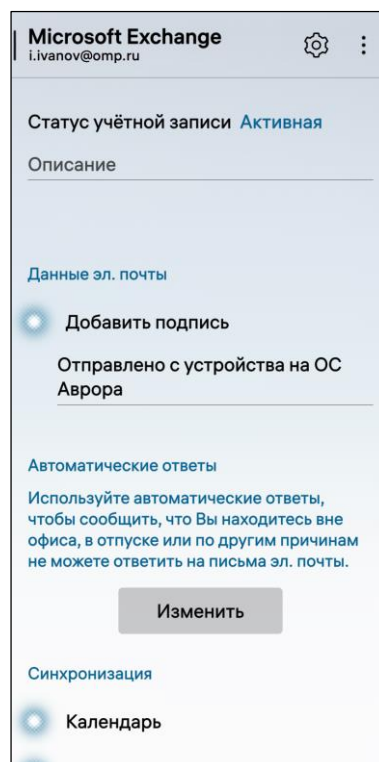 Microsoft Exchange
i.ivanov@omp.ru
Статус учётной записи Активная
Описание
Данные эл. почты
Добавить подпись
Отправлено с устройства на ОС
Аврора
Автоматические ответы
Используйте автоматические ответы,
чтобы сообщить, что Вы находитесь вне
офиса, в отпуске или по другим причинам
не можете ответить на письма эл. почты.
Изменить
Синхронизация
Календарь